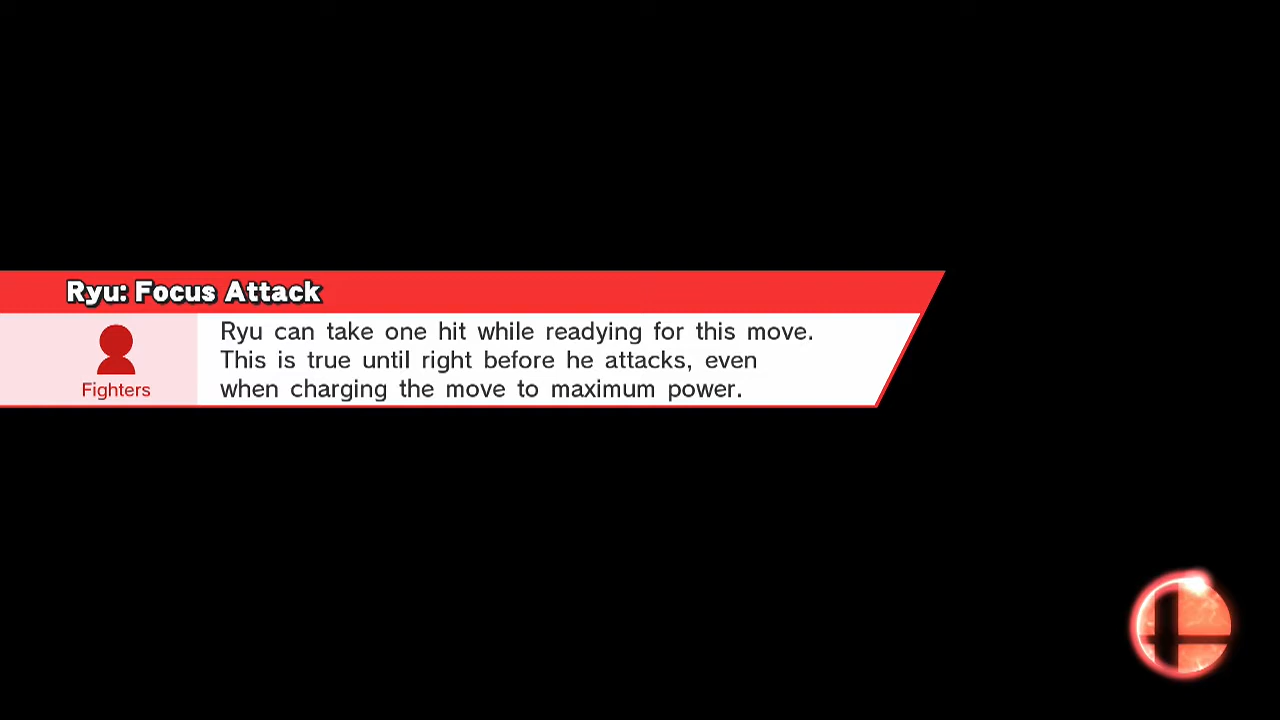 Ryu: Focus Attack
Ryu can take one hit while readying for this move.
This is true until right before he attacks, even
when charging the move to maximum power.
Fighters